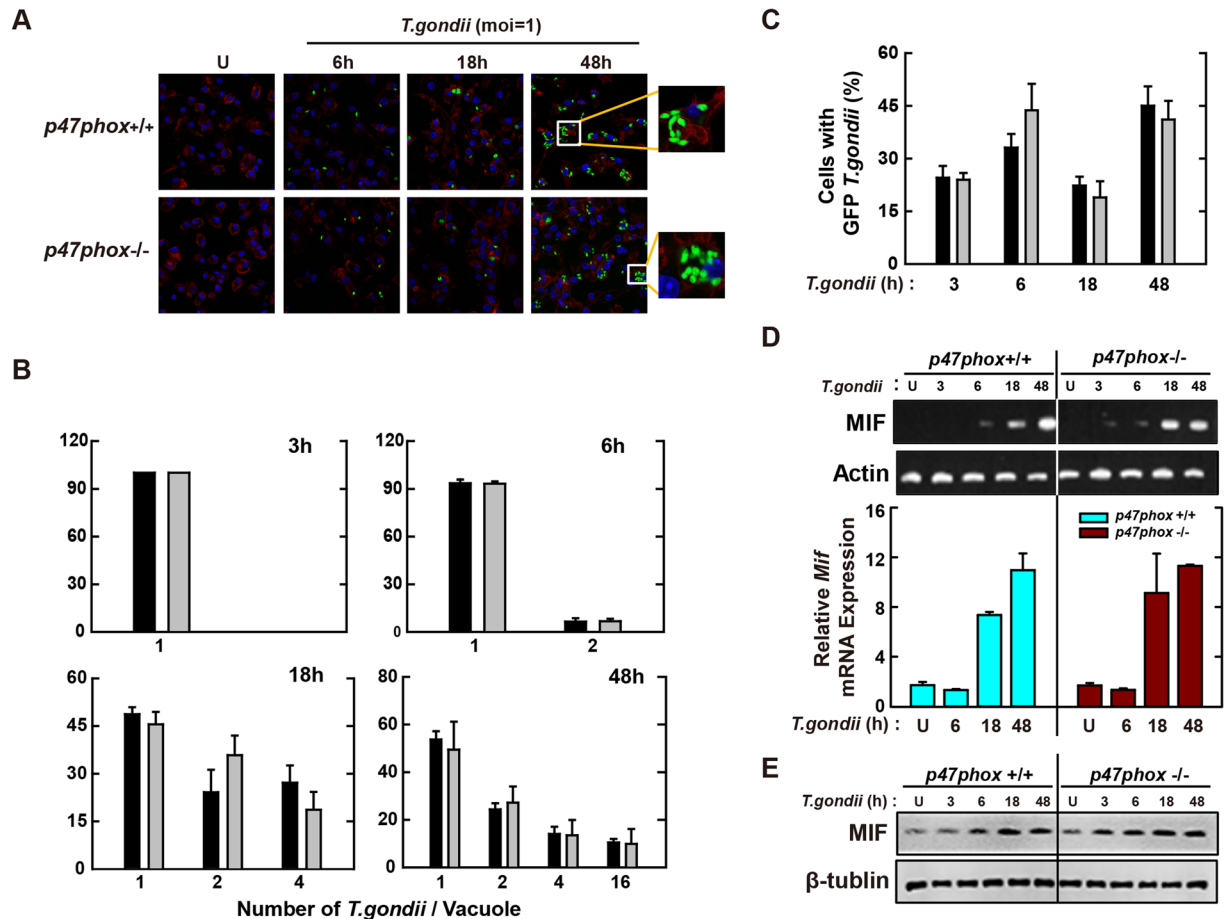 A
T.gondii (moi=1)
U 6h 18h 48h
p47phox+/+
p47phox-/-
B
3h
120
90
60
30
0
1
6h
120
90
60
30
0
1 2
18h
60
45
30
15
0
1 2 4
48h
80
60
40
20
0
1 2 4 16
Number of T.gondii / Vacuole
C
Cells with
GFP T.gondii (%)
60
45
30
15
0
T.gondii (h) : 3 6 18 48
D
p47phox+/+ p47phox-/-
T.gondii : U 3 6 18 48 U 3 6 18 48
MIF
Actin
Relative Mif
mRNA Expression
16
12
8
4
0
p47phox +/+
p47phox -/-
T.gondii (h) : U 6 18 48 U 6 18 48
E
p47phox +/+ p47phox -/-
T.gondii (h) : U 3 6 18 48 U 3 6 18 48
MIF
β-tublin